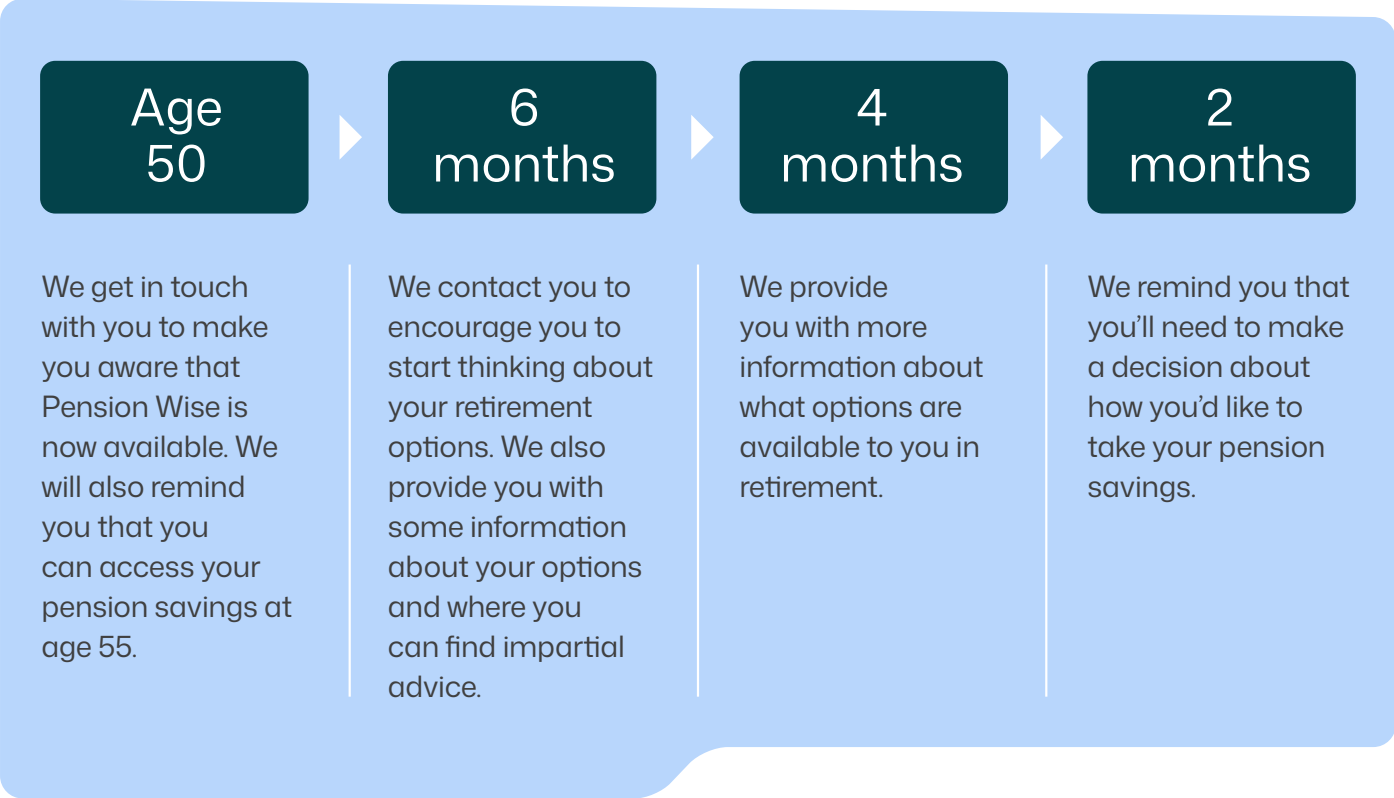 Age
50
6
months
4
months
2
months
We get in touch
with you to make
you aware that
Pension Wise is
now available. We
will also remind
you that you
can access your
pension savings at
age 55.
We contact you to
encourage you to
start thinking about
your retirement
options. We also
provide you with
some information
about your options
and where you
can find impartial
advice.
We provide
you with more
information about
what options are
available to you in
retirement.
We remind you that
you’ll need to make
a decision about
how you’d like to
take your pension
savings.